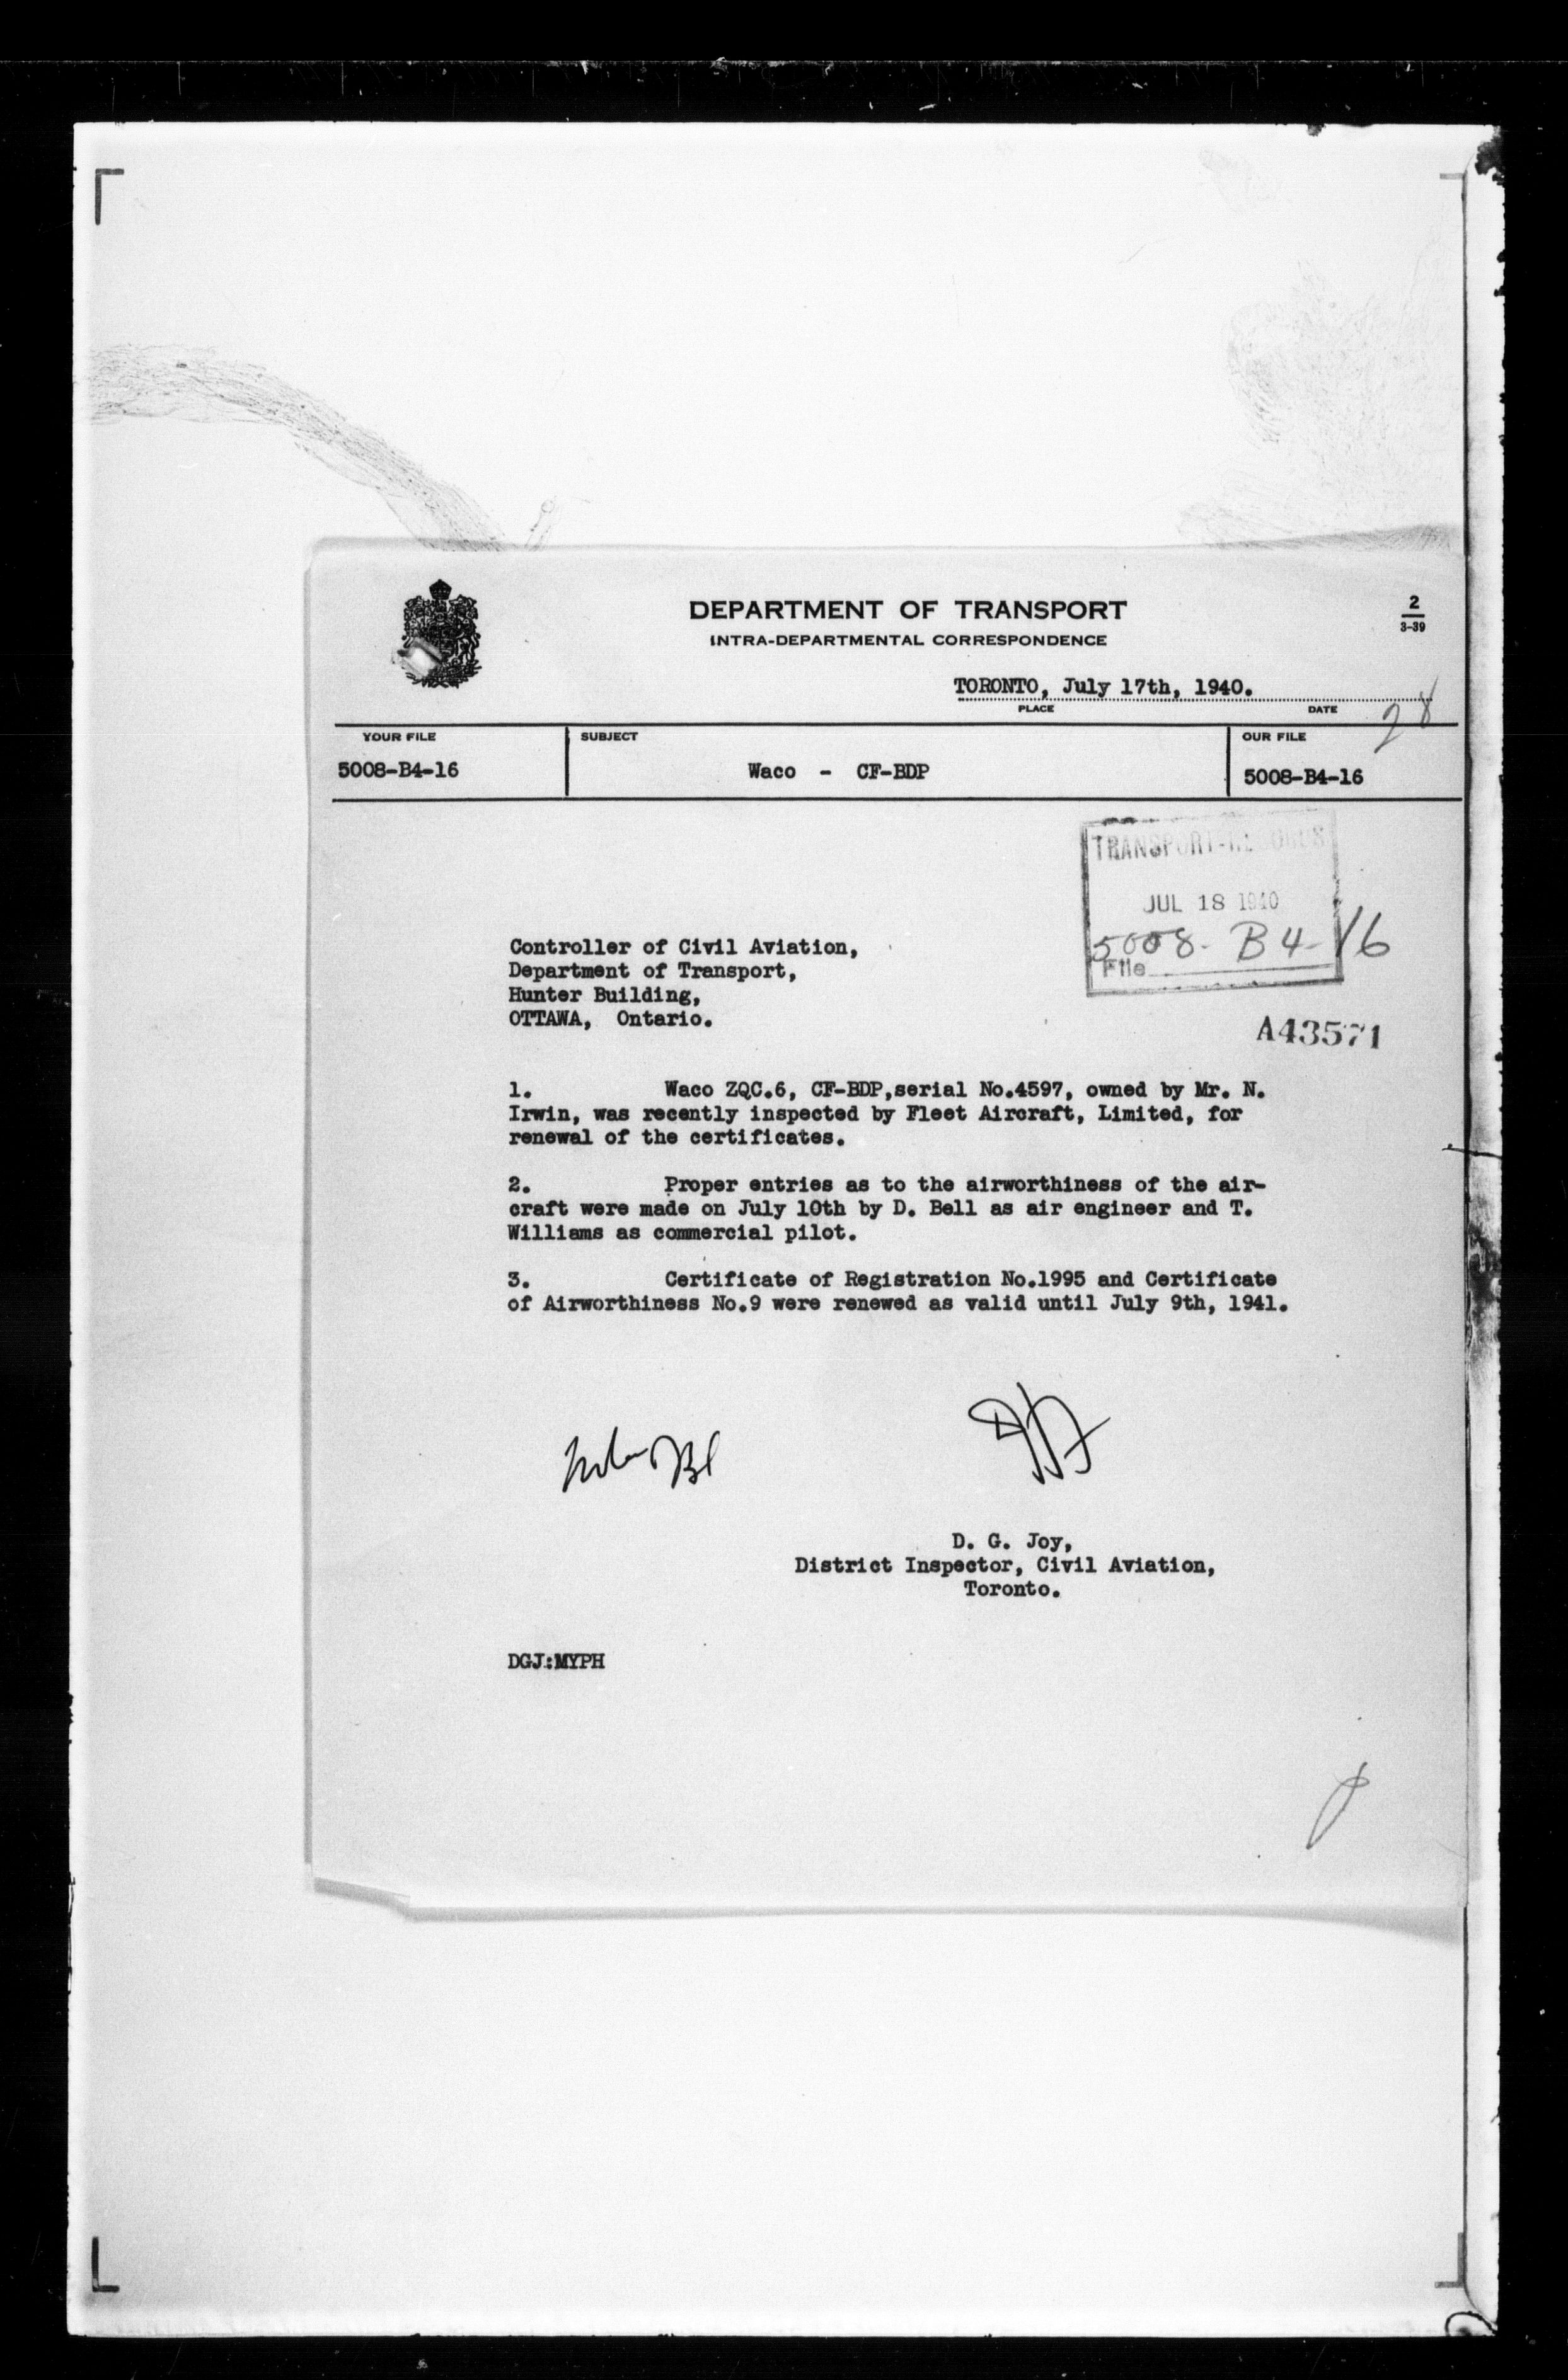 DEPARTMENT OF TRANSPORT
INTRA-DEPARTMENTAL CORRESPONDENCE
2
3-39
TORONTO, July 17th, 1940.
PLACE DATE
28
YOUR FILE SUBJECT OUR FILE
5008-B4-16 Waco - CF-BDP 5008-B4-16
TRANSPORT-RECORDS
JUL 18 1940
5008-B4-16
File
Controller of Civil Aviation,
Department of Transport,
Hunter Building,
OTTAWA, Ontario.
A43571
1. Waco ZQC.6, CF-BDP,serial No.4597, owned by Mr. N.
Irwin, was recently inspected by Fleet Aircraft, Limited, for
renewal of the certificates.
2. Proper entries as to the airworthiness of the air-
craft were made on July 10th by D. Bell as air engineer and T.
Williams as commercial pilot.
3. Certificate of Registration No.1995 and Certificate
of Airworthiness No.9 were renewed as valid until July 9th, 1941.
D. G. Joy,
District Inspector, Civil Aviation,
Toronto.
DGJ:MYPH